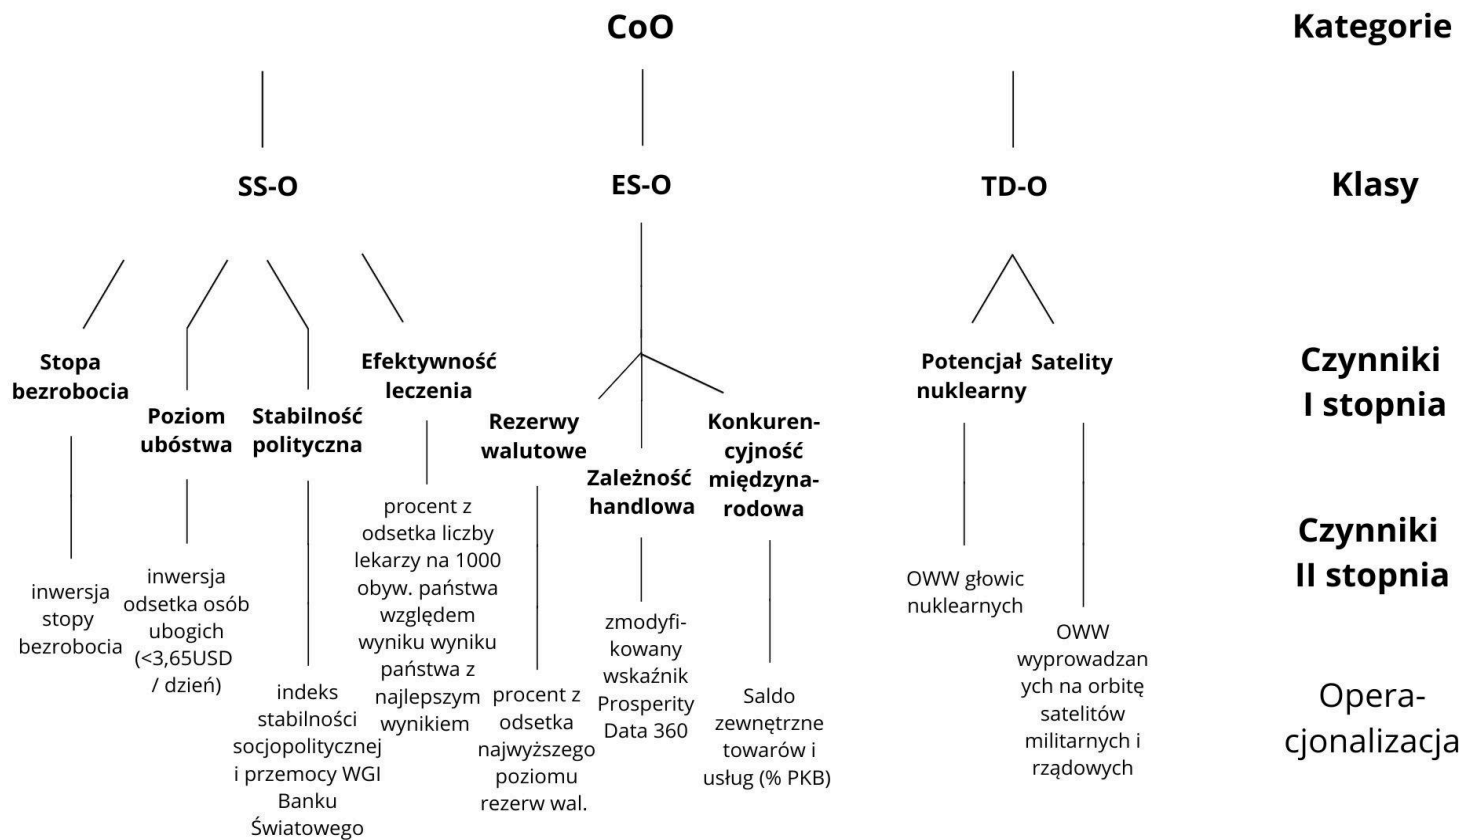 CoO
Kategorie
SS-O
ES-O
TD-O
Klasy
Stopa
bezrobocia
Poziom
ubóstwa
Stabilność
polityczna
Efektywność
leczenia
Rezerwy
walutowe
Zależność
handlowa
Konkuren-
cyjność
międzyna-
rodowa
Potencjał
nuklearny
Satelity
Czynniki
I stopnia
Czynniki
II stopnia
inwersja
stopy
bezrobocia
inwersja
odsetka osób
ubogich
(<3,65USD
/ dzień)
indeks
stabilności
socjopolitycznej
i przemocy WGI
Banku
Światowego
procent z
odsetka liczby
lekarzy na 1000
obyw. państwa
względem
wyniku wyniku
państwa z
najlepszym
wynikiem
procent z
odsetka
najwyższego
poziomu
rezerw wal.
zmodyfi-
kowany
wskaźnik
Prosperity
Data 360
Saldo
zewnętrzne
towarów i
usług (% PKB)
OWW głowic
nuklearnych
OWW
wyprowadzan
ych na orbitę
satelitów
militarnych i
rządowych
Opera-
cjonalizacja